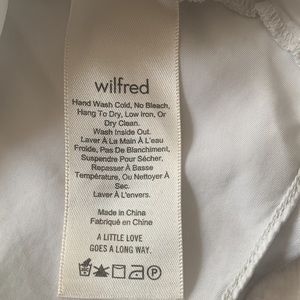 wilfred
Hand Wash Cold, No Bleach,
Hang To Dry, Low Iron, Or
Dry Clean.
Wash Inside Out.
Laver À La Main À L'eau
Froide, Pas De Blanchiment,
Suspendre Pour Sécher,
Repasser À Basse
Température, Ou Nettoyer À
Sec.
Laver À L'envers.
Made in China
Fabriqué en Chine
A LITTLE LOVE
GOES A LONG WAY.